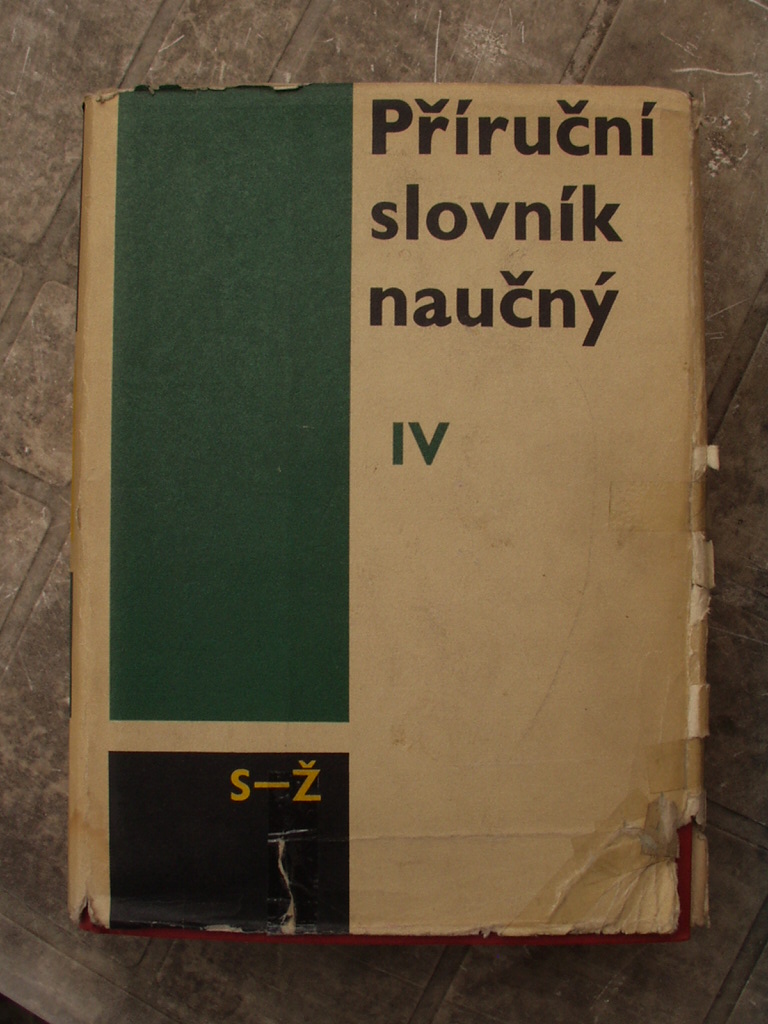 Příruční
slovník
naučný
IV
S–Ž